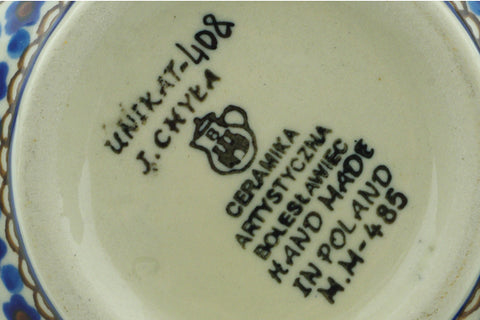 UNIKAT-408
J. CHYŁA
B
CERAMIKA
ARTYSTYCZNA
BOLESŁAWIEC
HAND MADE
IN POLAND
M.M-485